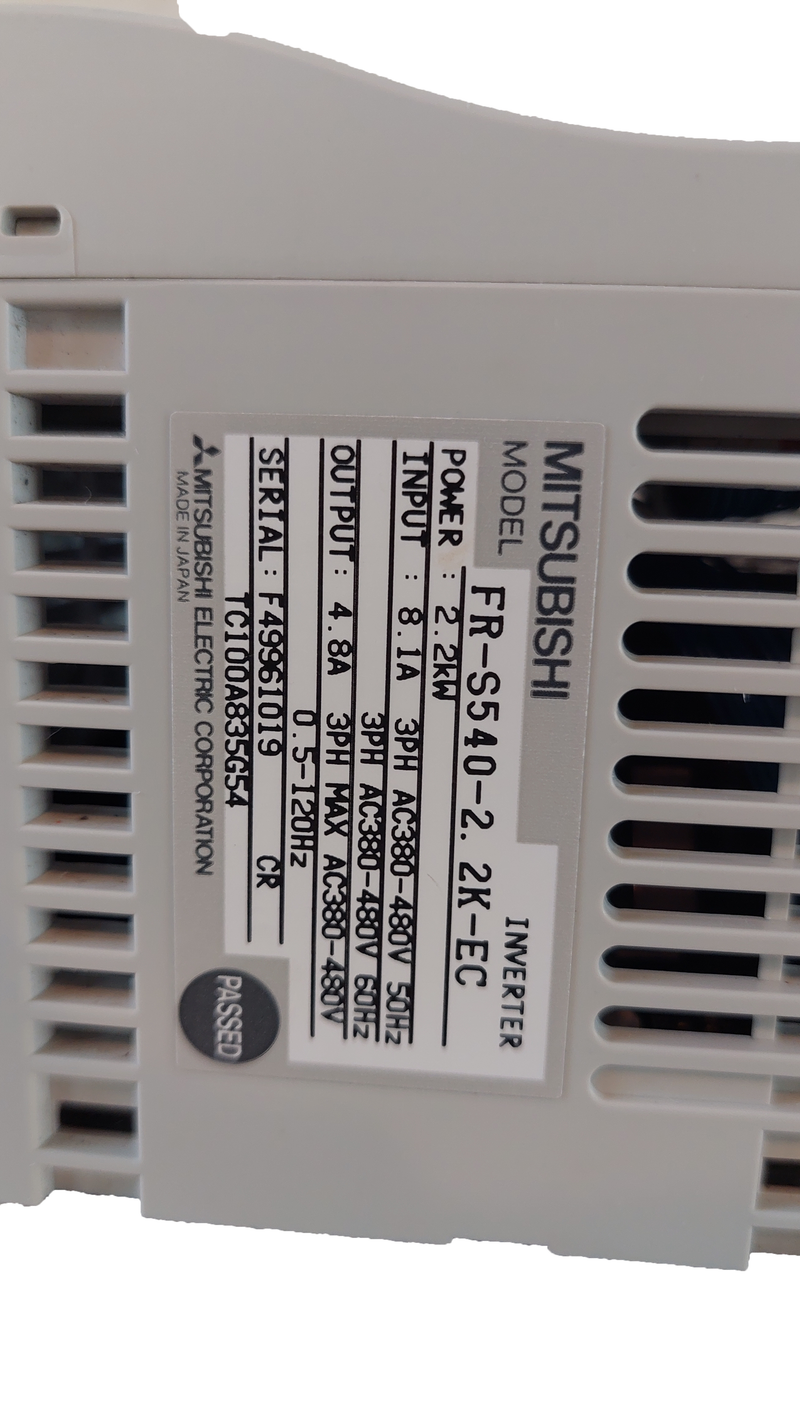 MITSUBISHI
INVERTER
MODEL FR-S540-2.2K-EC
POWER : 2.2kW
INPUT : 8.1A 3PH AC380-480V 50Hz
3PH AC380-480V 60Hz
OUTPUT: 4.8A 3PH MAX AC380-480V
0.5-120Hz
SERIAL: F49961019 CR
TC100A835G54
MITSUBISHI ELECTRIC CORPORATION
MADE IN JAPAN
PASSED